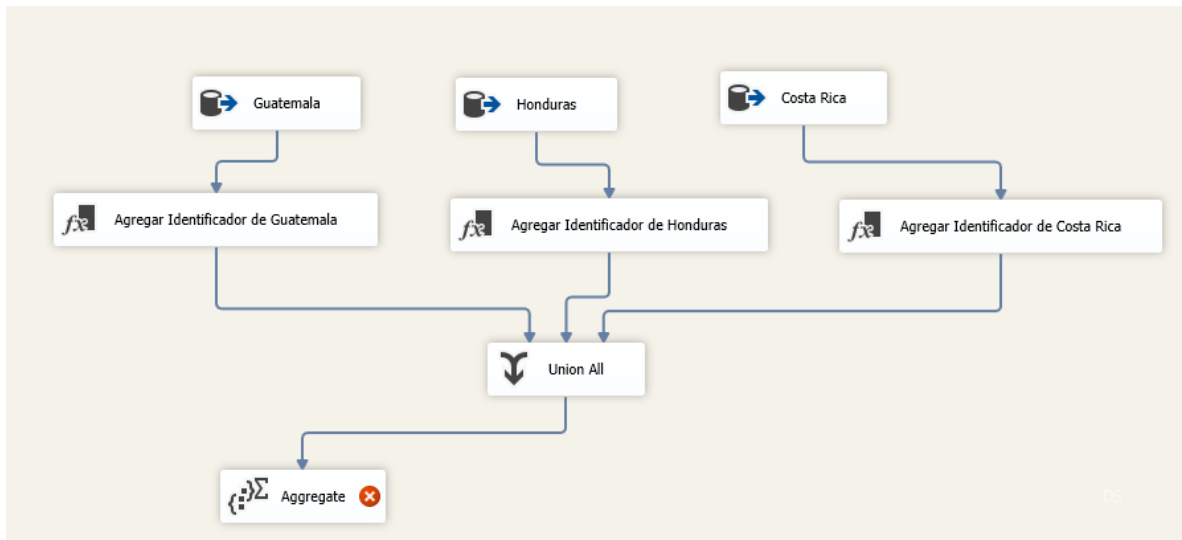 Guatemala
Honduras
Costa Rica
Agregar Identificador de Guatemala
Agregar Identificador de Honduras
Agregar Identificador de Costa Rica
Union All
Aggregate
DS